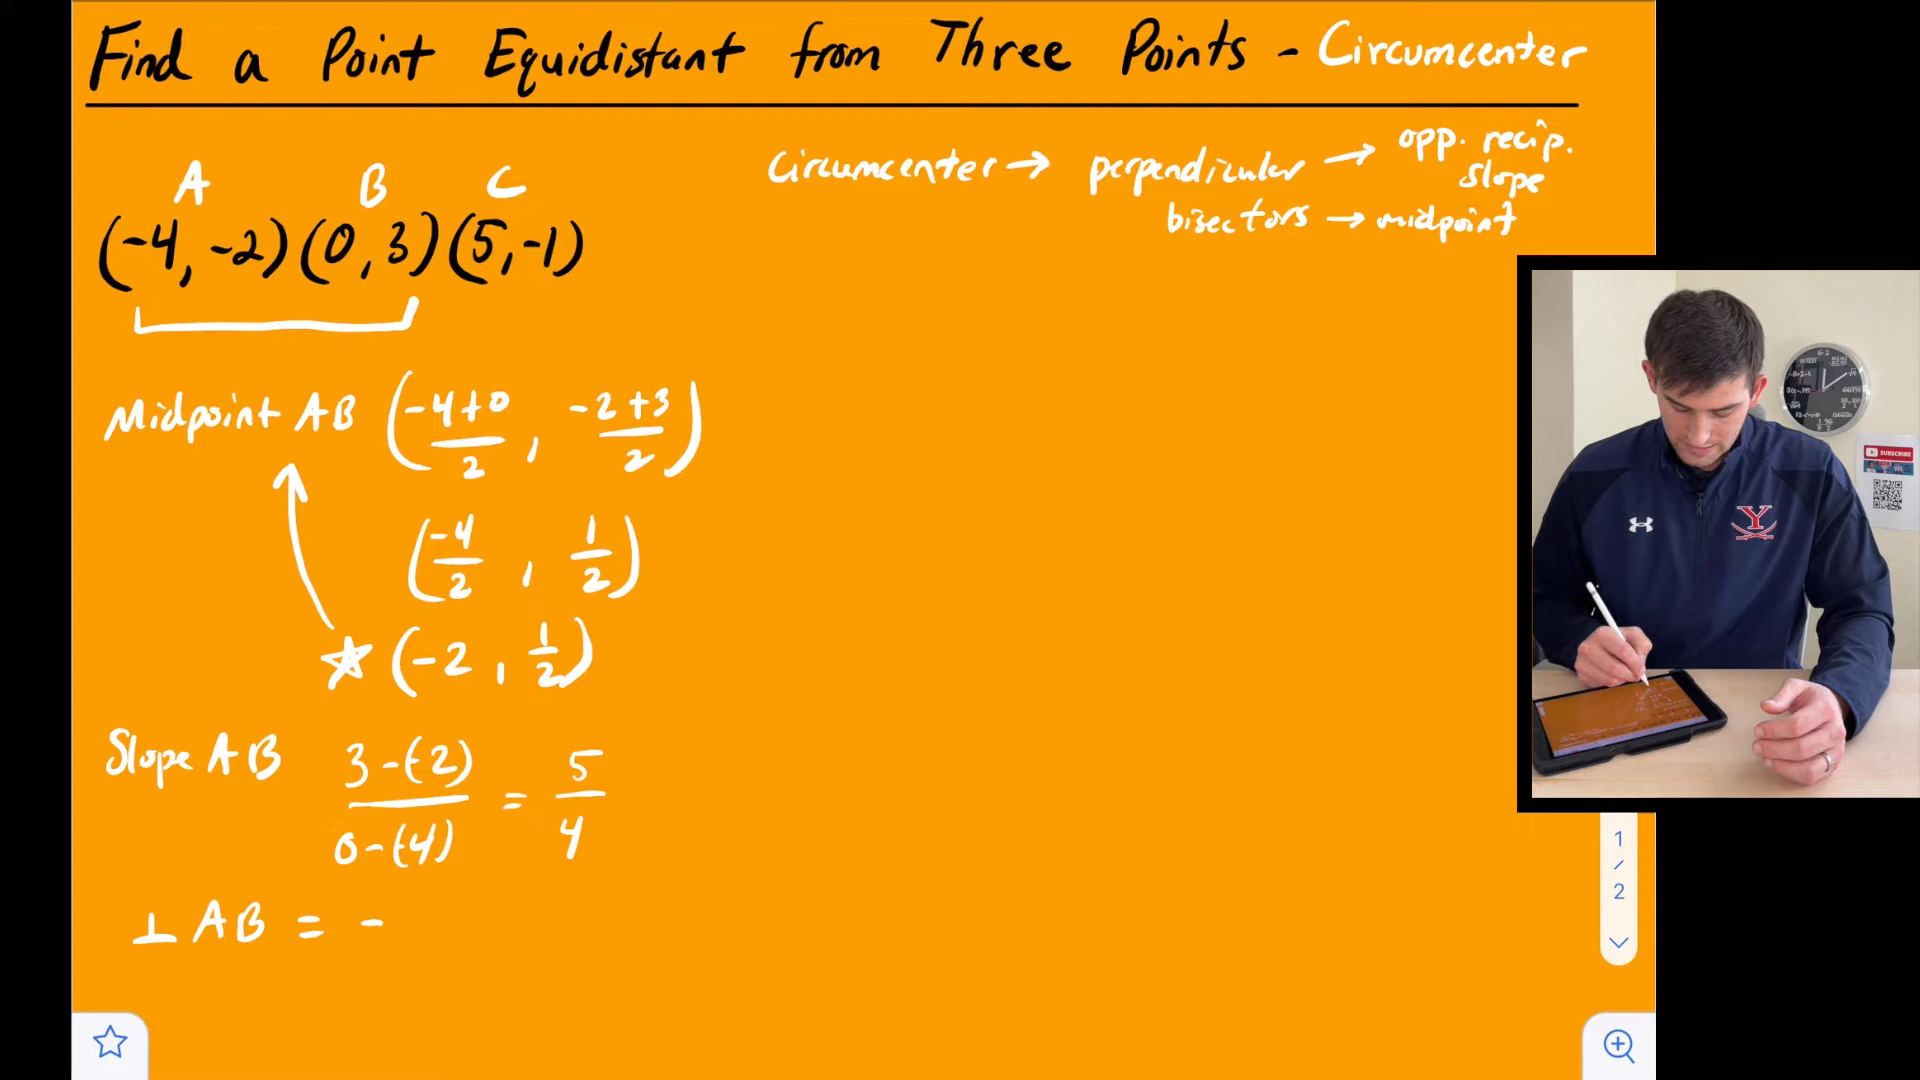 Find a Point Equidistant from Three Points - Circumcenter
Circumcenter → perpendicular → opp. recip. slope
bisectors → midpoint
A B C
(-4, -2) (0, 3) (5, -1)
Midpoint AB (-4+0/2, -2+3/2)
(-4/2, 1/2)
☆ (-2, 1/2)
Slope AB 3-(-2)/0-(-4) = 5/4
⊥ AB = -
SUBSCRIBE
Y
1
/
2